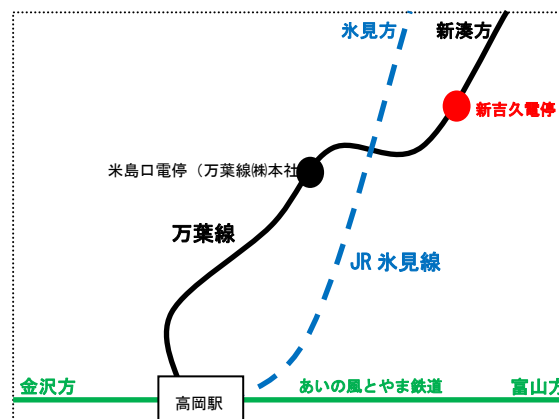 氷見方
新湊方
新吉久電停
米島口電停（万葉線㈱本社
万葉線
JR 氷見線
金沢方
あいの風とやま鉄道
富山方
高岡駅